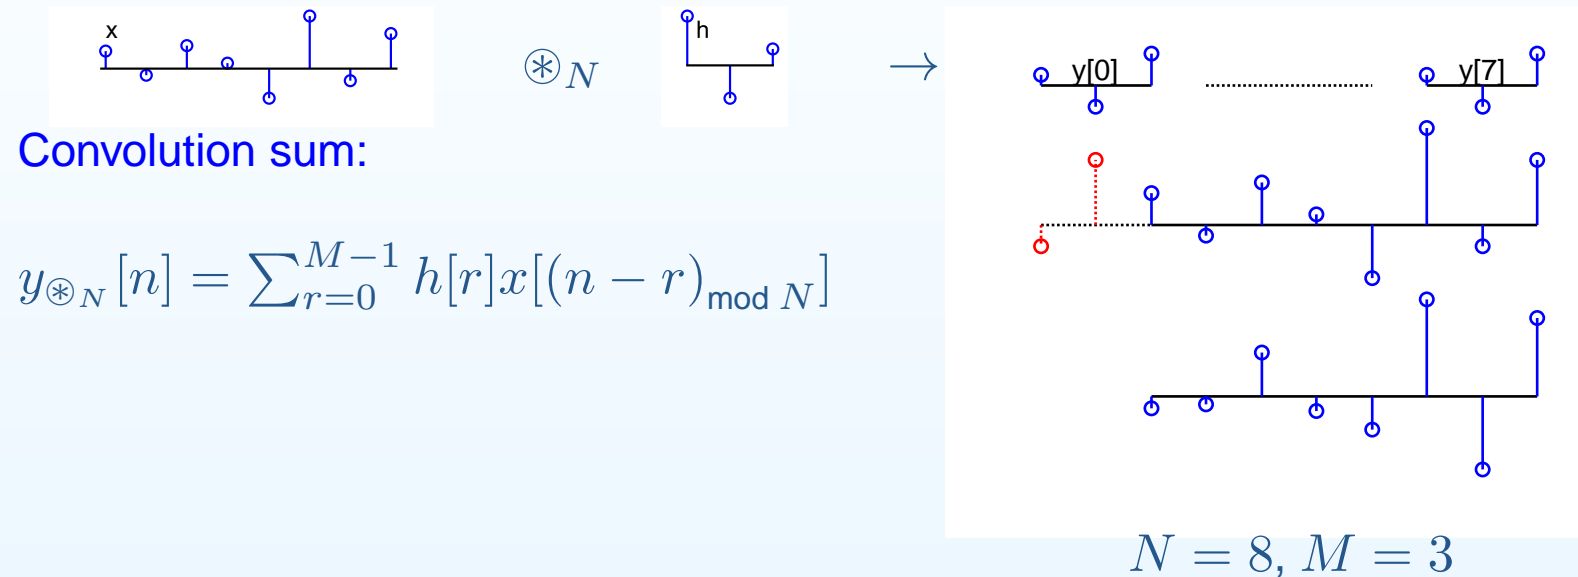 x
h
⊛N
→
y[0]
y[7]
Convolution sum:
y⊛N[n] = ∑_{r=0}^{M−1} h[r]x[(n − r)mod N]
N = 8, M = 3